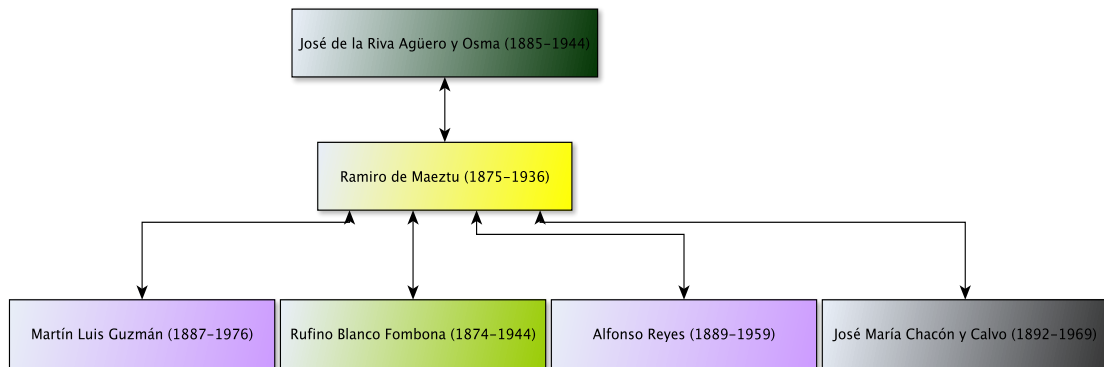 José de la Riva Agüero y Osma (1885-1944)
Ramiro de Maeztu (1875-1936)
Martín Luis Guzmán (1887-1976)
Rufino Blanco Fombona (1874-1944)
Alfonso Reyes (1889-1959)
José María Chacón y Calvo (1892-1969)